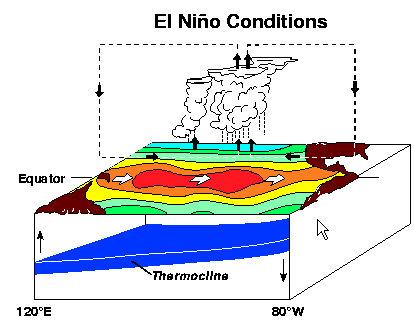 El Niño Conditions
Equator
Thermocline
120°E
80°W